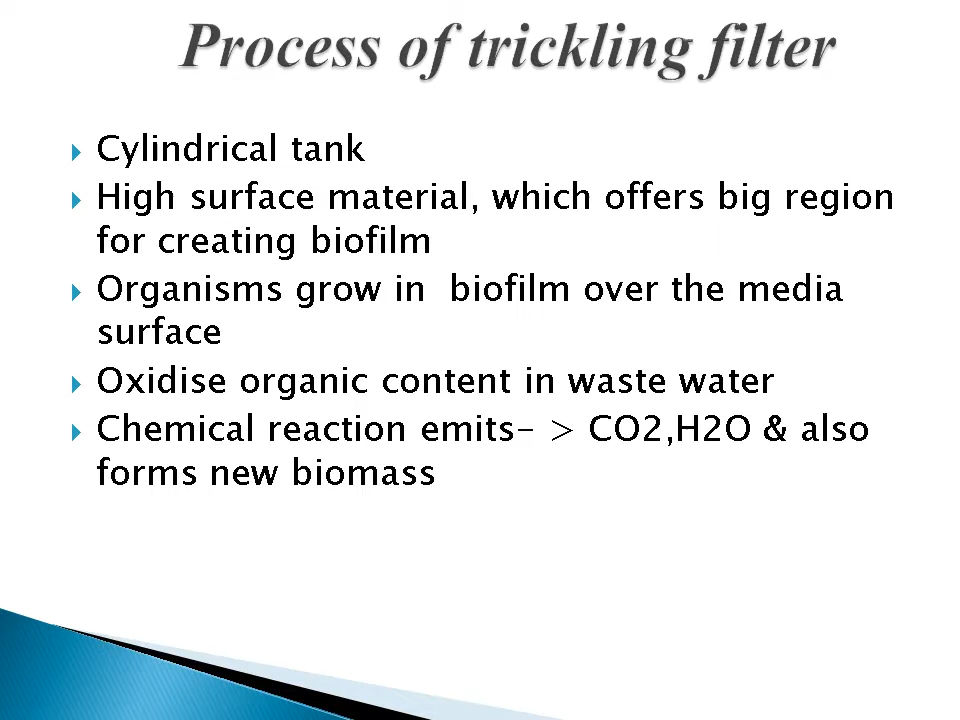 Process of trickling filter
Cylindrical tank
High surface material, which offers big region
for creating biofilm
Organisms grow in  biofilm over the media
surface
Oxidise organic content in waste water
Chemical reaction emits- > CO2,H2O & also
forms new biomass